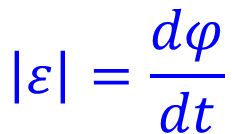 |ε| = dφ/dt